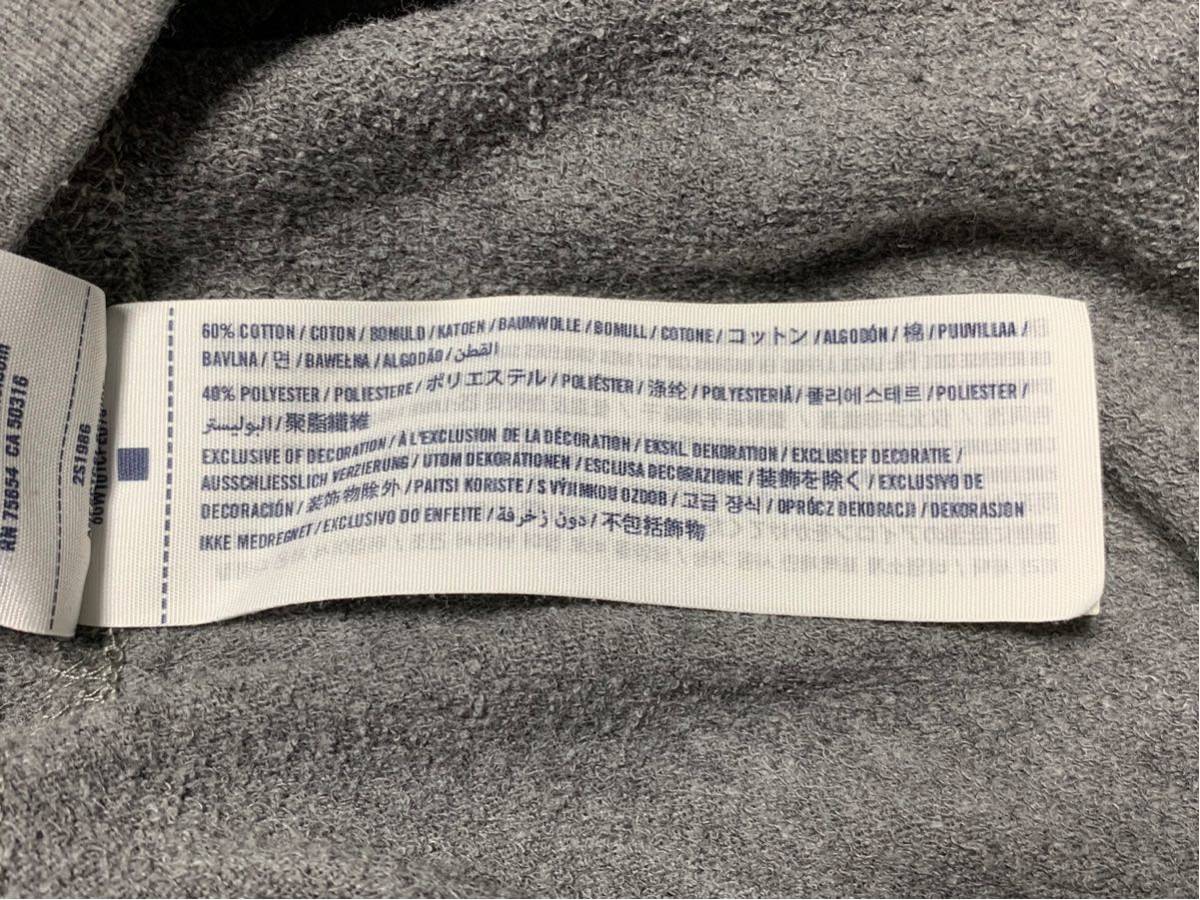 60% COTTON / COTON / BOMULD / KATOEN / BAUMWOLLE / BOMULL / COTONE / コットン / ALGODÓN / 棉 / PUUVILLAA /
BAVLNA / 면 / BAWEŁNA / ALGODÃO / القطن
40% POLYESTER / POLIESTERE / ポリエステル / POLIÉSTER / 涤纶 / POLYESTERIÄ / 폴리에스테르 / POLIESTER /
البوليستر / 聚脂纖維
EXCLUSIVE OF DECORATION / À L'EXCLUSION DE LA DÉCORATION / EKSKL DEKORATION / EXCLUSIEF DECORATIE /
AUSSCHLIESSLICH VERZIERUNG / UTOM DEKORATIONEN / ESCLUSA DECORAZIONE / 装飾を除く / EXCLUSIVO DE
DECORACIÓN / 装饰物除外 / PAITSI KORISTE / S VÝJIMKOU OZDOB / 고급 장식 / OPRÓCZ DEKORACJI / DEKORASJON
IKKE MEDREGNET / EXCLUSIVO DO ENFEITE / دون زخرفة / 不包括飾物
RN 75654 CA 50316
2S1986